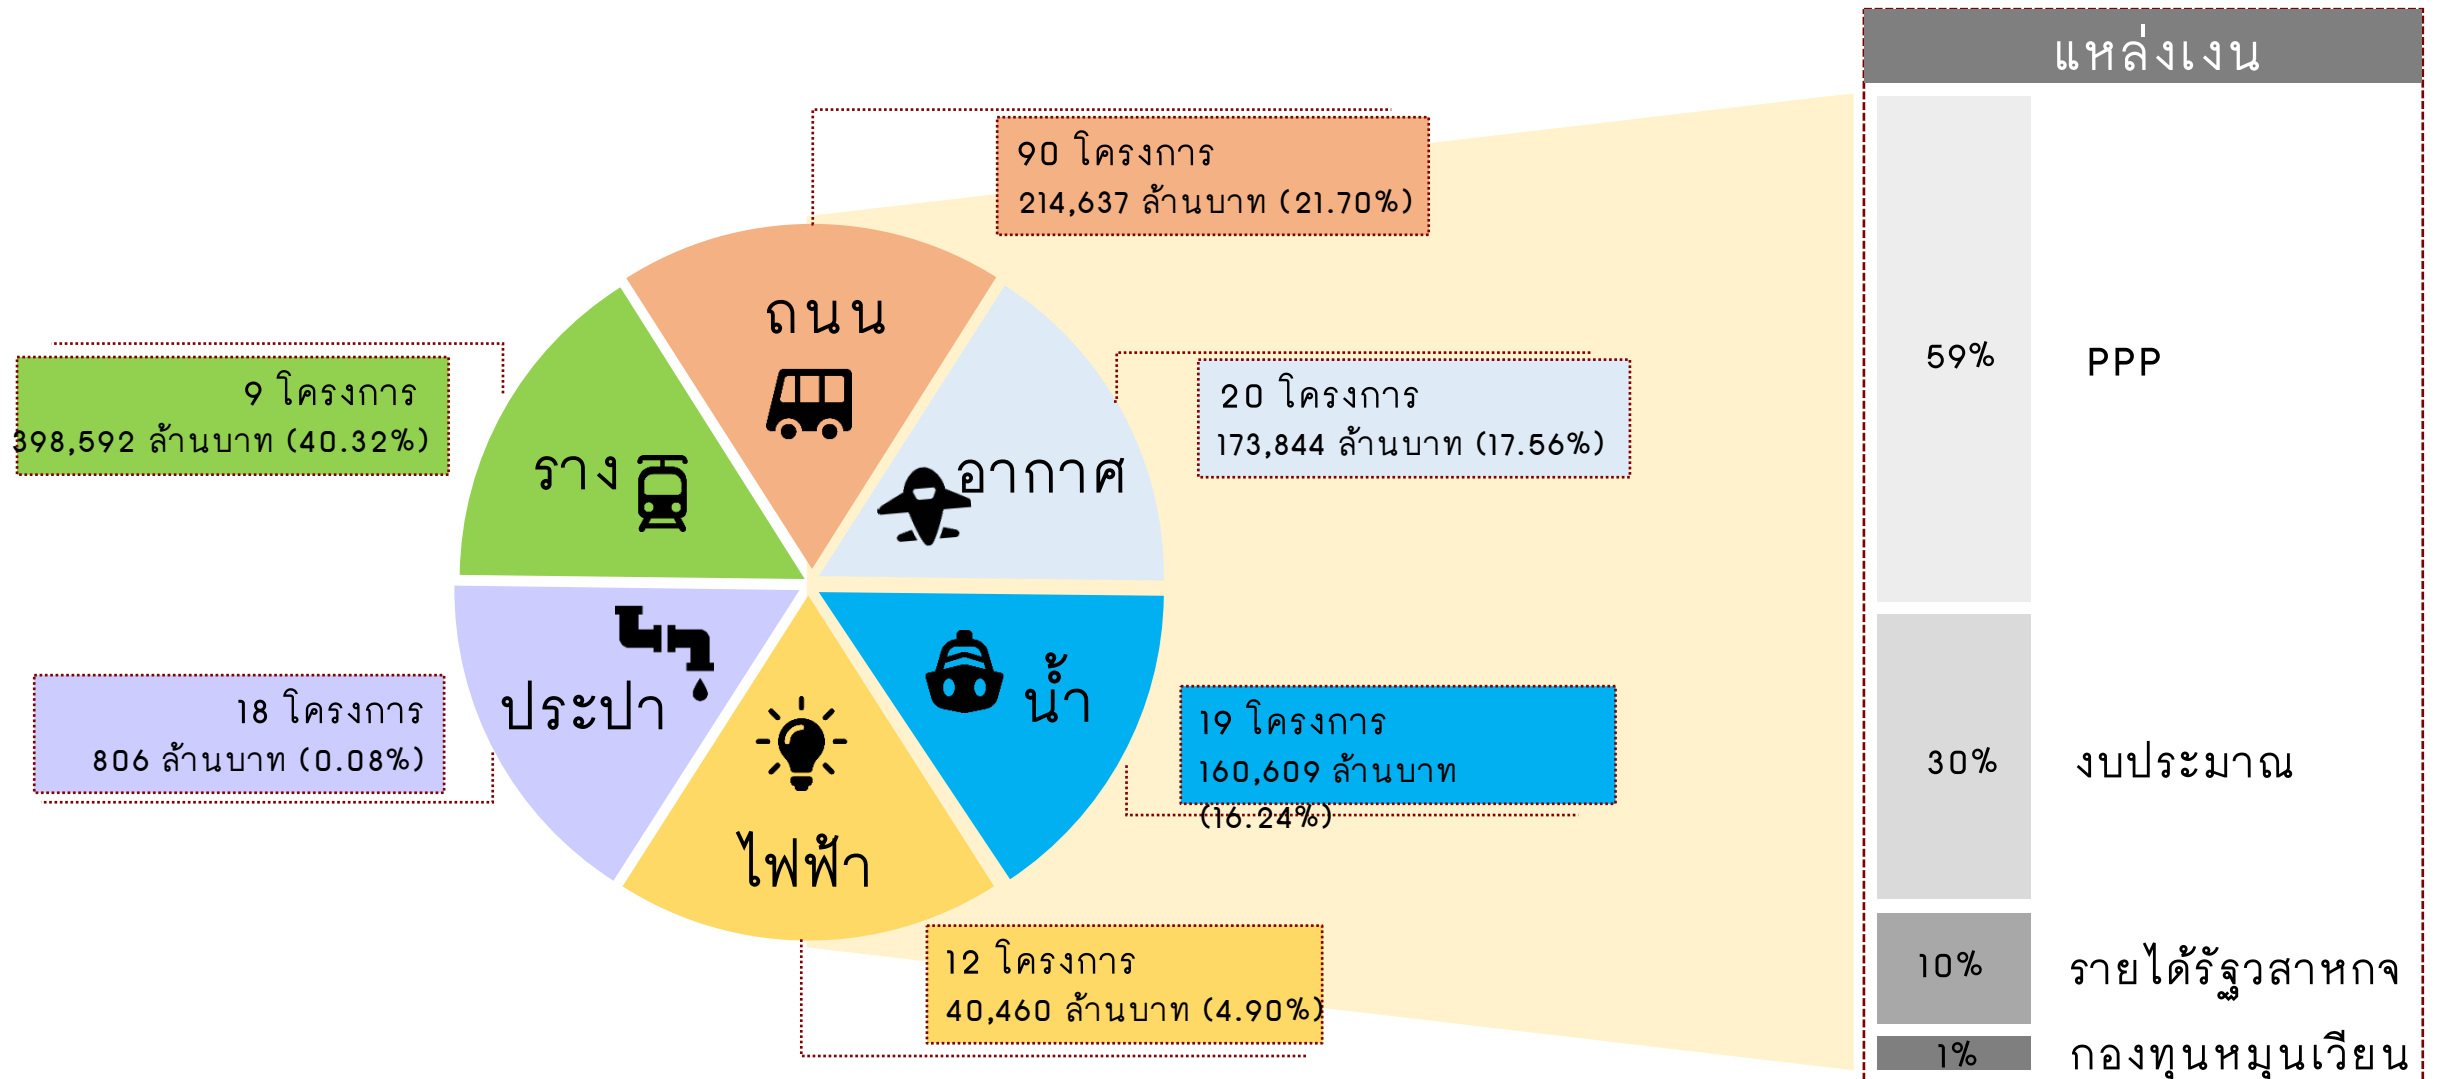 แหล่งเงน
90 โครงการ
214,637 ล้านบาท (21.70%)
ถนน
9 โครงการ
398,592 ล้านบาท (40.32%)
ราง
20 โครงการ
173,844 ล้านบาท (17.56%)
อากาศ
59%
PPP
18 โครงการ
806 ล้านบาท (0.08%)
ประปา
น้ำ
19 โครงการ
160,609 ล้านบาท
(16.24%)
30%
งบประมาณ
ไฟฟ้า
12 โครงการ
40,460 ล้านบาท (4.90%)
10%
รายได้รัฐวสาหกจ
1%
กองทุนหมุนเวียน